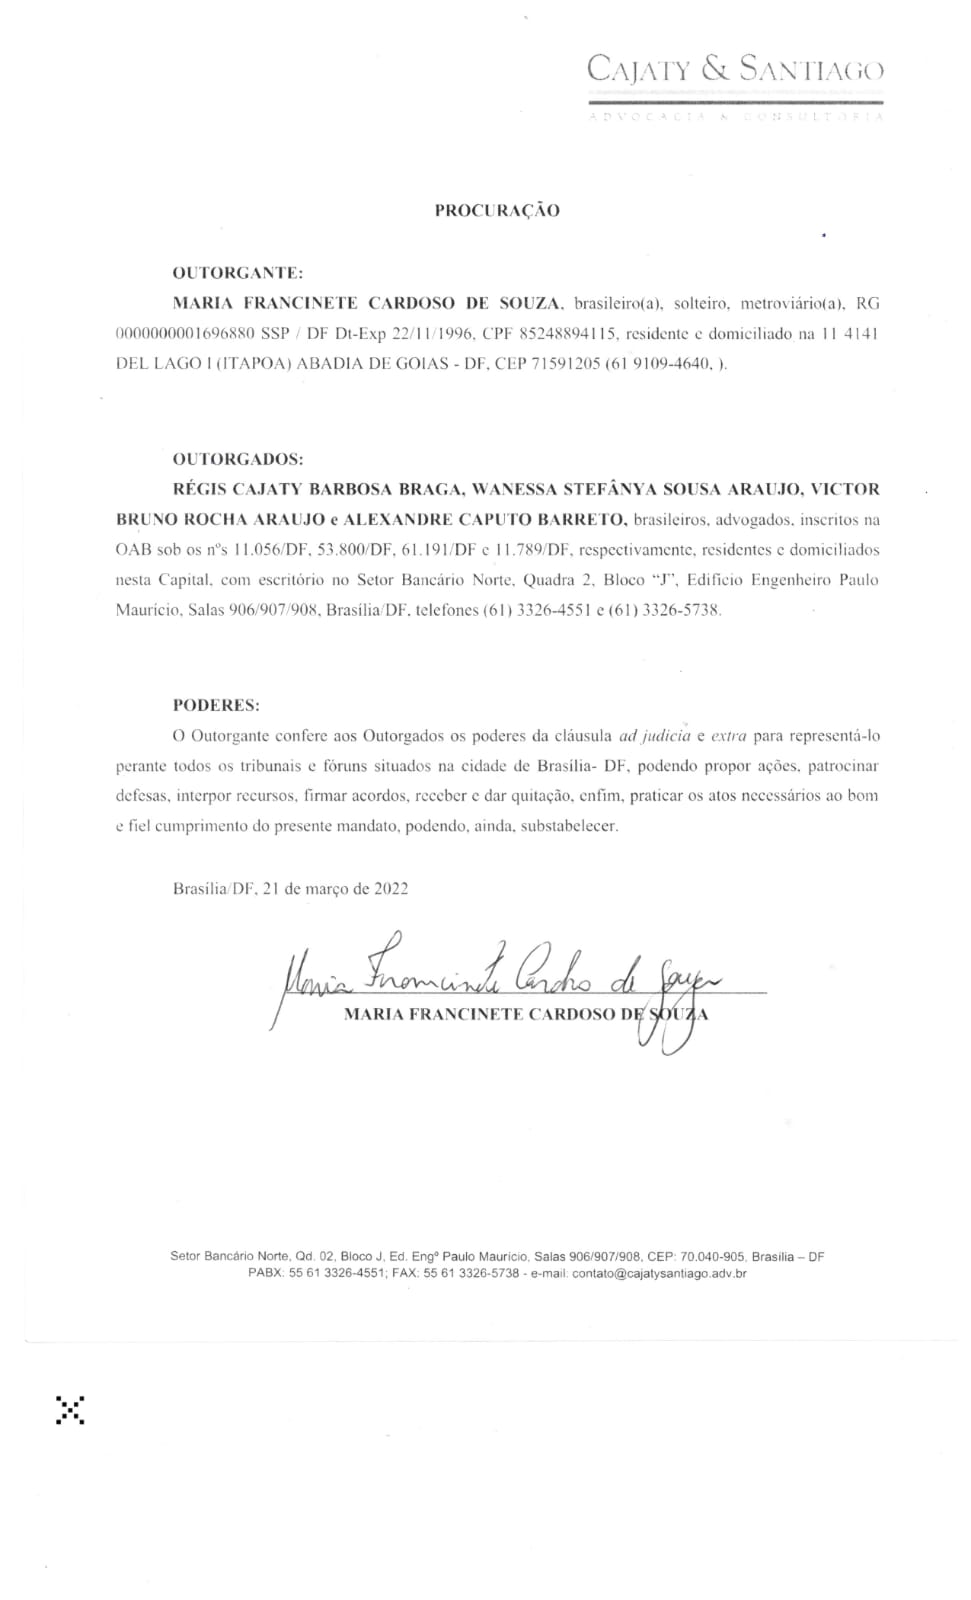 CAJATY & SANTIAGO
ADVOCACIA & CONSULTORIA
PROCURAÇÃO
OUTORGANTE:
MARIA FRANCINETE CARDOSO DE SOUZA, brasileiro(a), solteiro, metroviário(a), RG
0000000001696880 SSP / DF Dt-Exp 22/11/1996, CPF 85248894115, residente e domiciliado na 11 4141
DEL LAGO I (ITAPOA) ABADIA DE GOIAS - DF, CEP 71591205 (61 9109-4640, ).
OUTORGADOS:
RÉGIS CAJATY BARBOSA BRAGA, WANESSA STEFÂNYA SOUSA ARAUJO, VICTOR
BRUNO ROCHA ARAUJO e ALEXANDRE CAPUTO BARRETO, brasileiros, advogados, inscritos na
OAB sob os nºs 11.056/DF, 53.800/DF, 61.191/DF e 11.789/DF, respectivamente, residentes e domiciliados
nesta Capital, com escritório no Setor Bancário Norte, Quadra 2, Bloco “J”, Edifício Engenheiro Paulo
Maurício, Salas 906/907/908, Brasília/DF, telefones (61) 3326-4551 e (61) 3326-5738.
PODERES:
O Outorgante confere aos Outorgados os poderes da cláusula ad judicia e extra para representá-lo
perante todos os tribunais e fóruns situados na cidade de Brasília- DF, podendo propor ações, patrocinar
defesas, interpor recursos, firmar acordos, receber e dar quitação, enfim, praticar os atos necessários ao bom
e fiel cumprimento do presente mandato, podendo, ainda, substabelecer.
Brasília/DF, 21 de março de 2022
Maria Francinete Cardoso de Souza
MARIA FRANCINETE CARDOSO DE SOUZA
Setor Bancário Norte, Qd. 02, Bloco J, Ed. Engº Paulo Maurício, Salas 906/907/908, CEP: 70.040-905, Brasília – DF
PABX: 55 61 3326-4551; FAX: 55 61 3326-5738 - e-mail: contato@cajatysantiago.adv.br